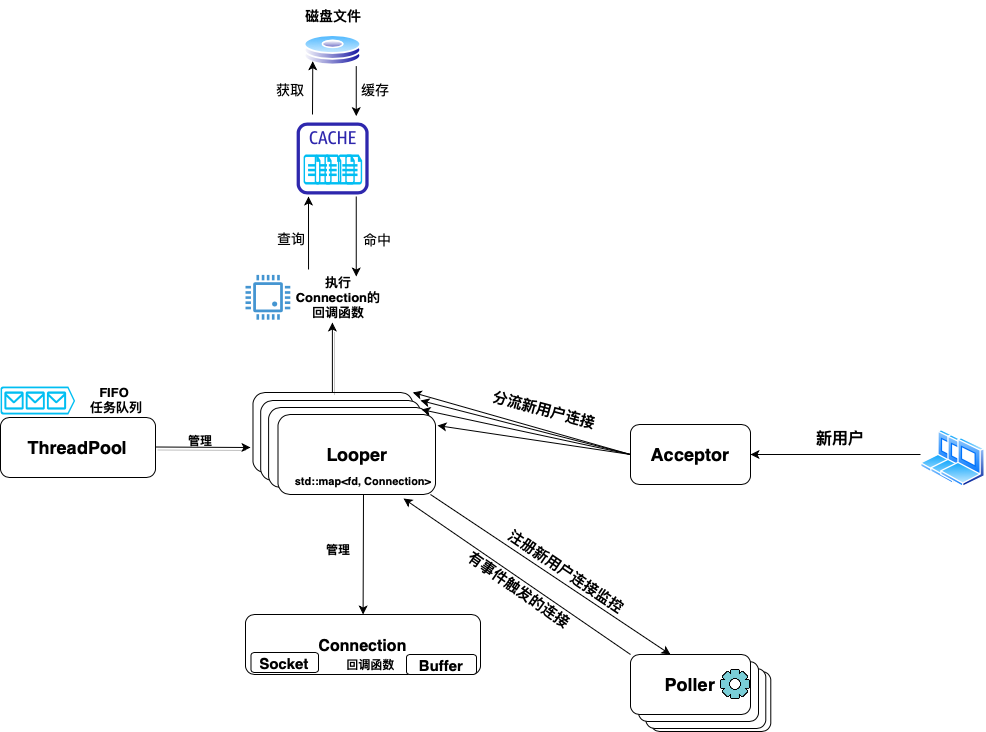 磁盘文件
获取
缓存
CACHE
查询
命中
执行
Connection的
回调函数
FIFO
任务队列
ThreadPool
管理
Looper
std::map<fd, Connection>
分流新用户连接
Acceptor
新用户
管理
注册新用户连接监控
有事件触发的连接
Connection
Socket
回调函数
Buffer
Poller